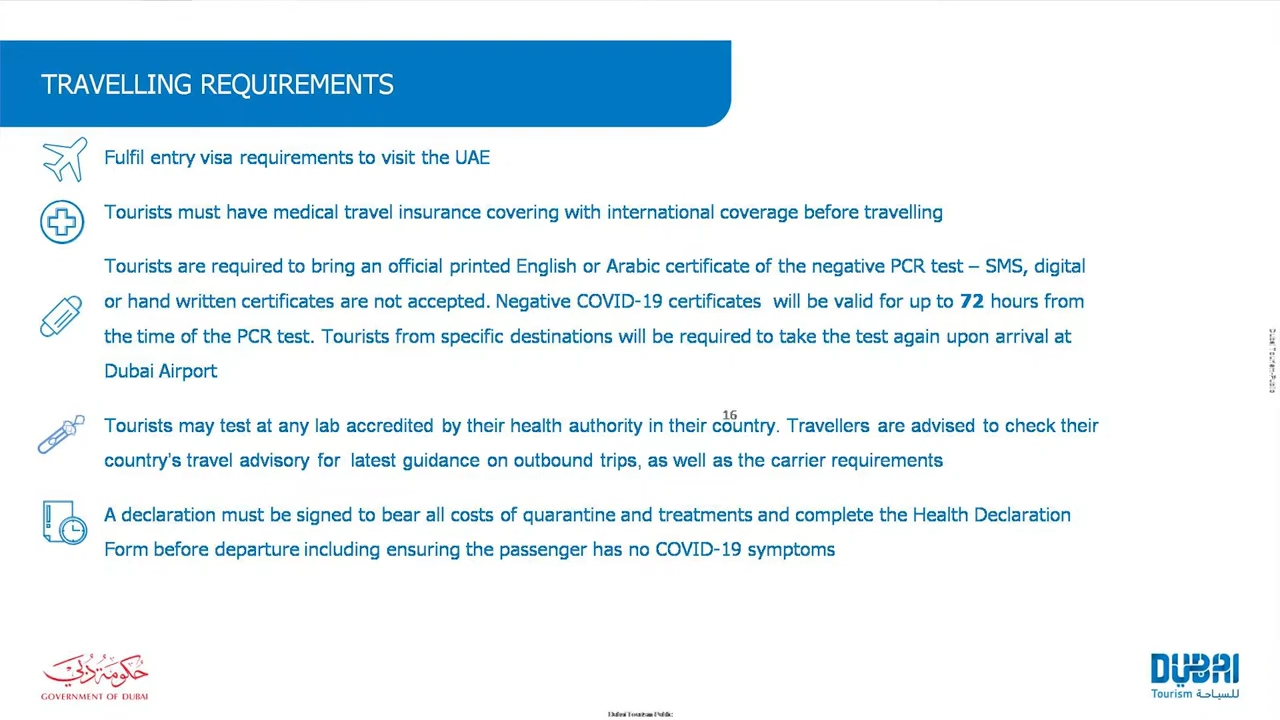 TRAVELLING REQUIREMENTS
Fulfil entry visa requirements to visit the UAE
Tourists must have medical travel insurance covering with international coverage before travelling
Tourists are required to bring an official printed English or Arabic certificate of the negative PCR test – SMS, digital
or hand written certificates are not accepted. Negative COVID-19 certificates will be valid for up to 72 hours from
the time of the PCR test. Tourists from specific destinations will be required to take the test again upon arrival at
Dubai Airport
16
Tourists may test at any lab accredited by their health authority in their country. Travellers are advised to check their
country's travel advisory for latest guidance on outbound trips, as well as the carrier requirements
A declaration must be signed to bear all costs of quarantine and treatments and complete the Health Declaration
Form before departure including ensuring the passenger has no COVID-19 symptoms
حكومة دبي
GOVERNMENT OF DUBAI
DUBAI
Tourism للسياحة
Dubai Tourism-Public
Dubai Tourism-Public